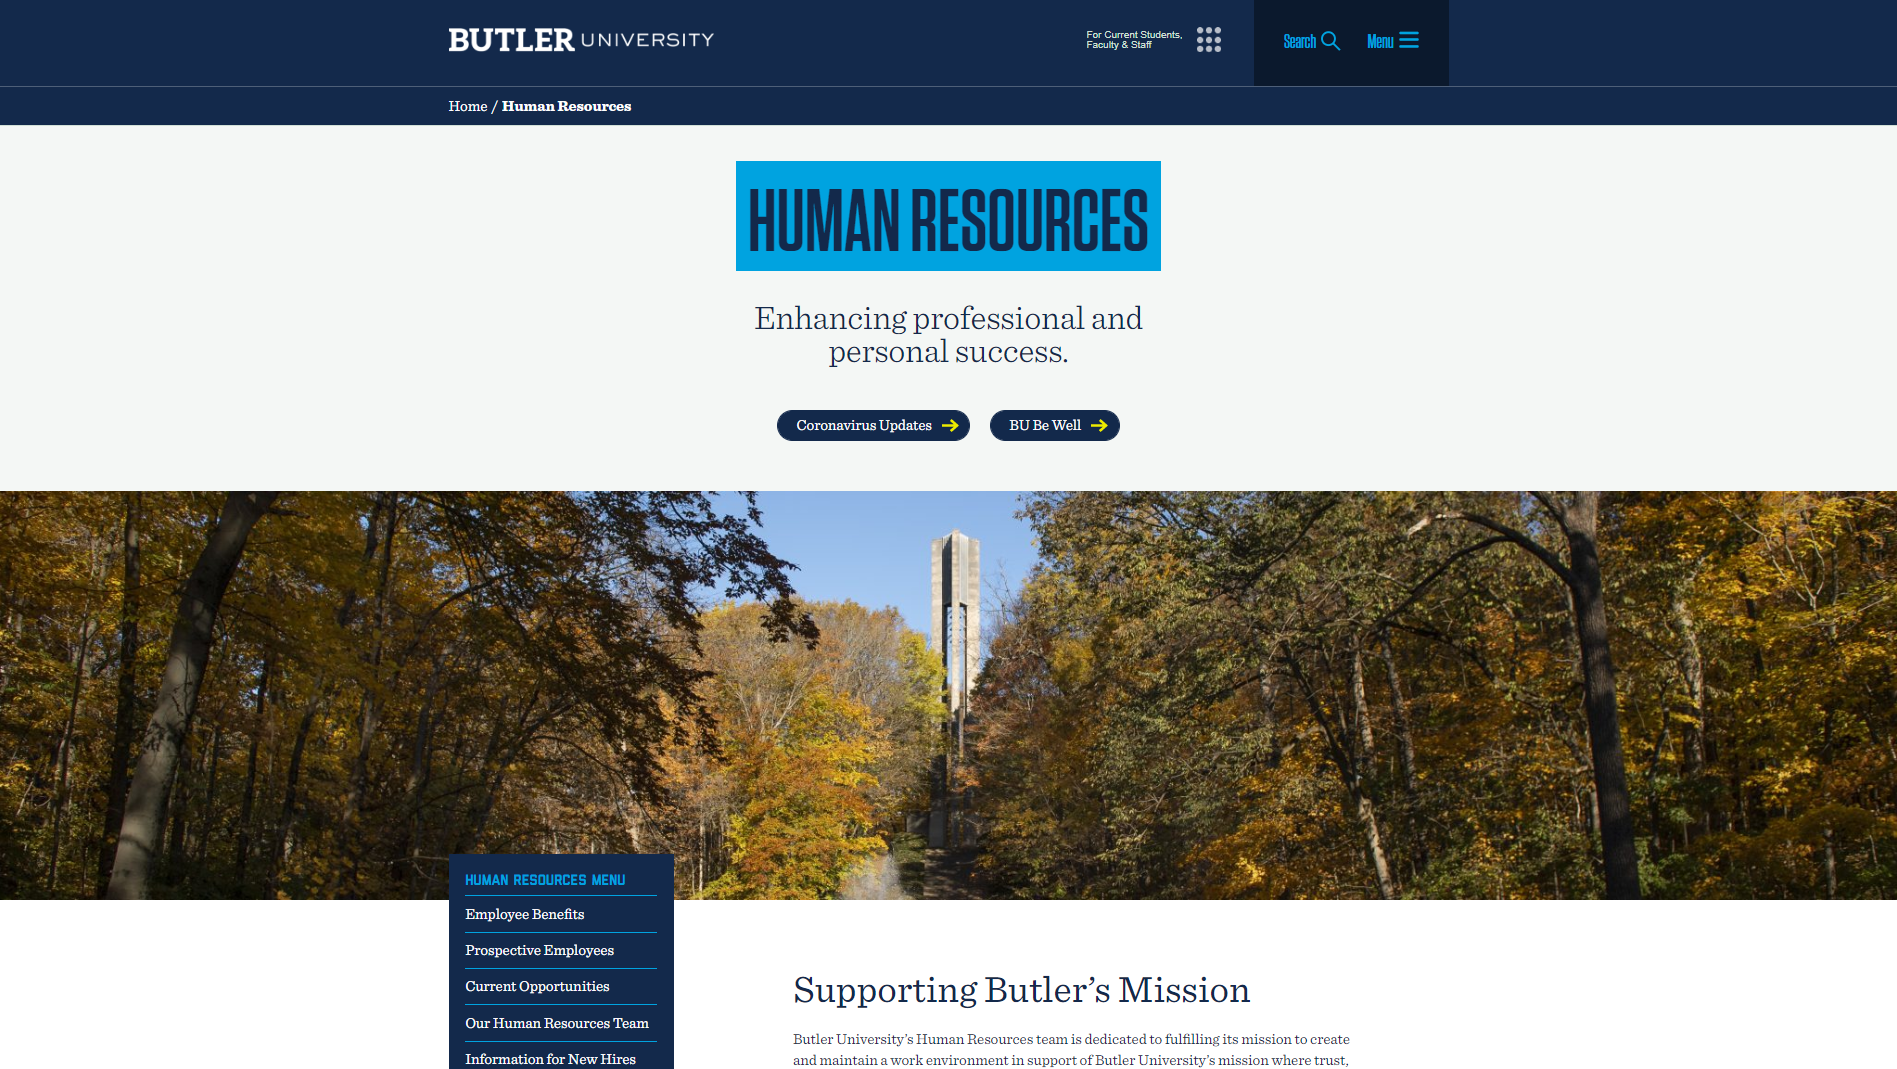 BUTLER UNIVERSITY
For Current Students,
Faculty & Staff
Search
Menu
Home / Human Resources
HUMAN RESOURCES
Enhancing professional and
personal success.
Coronavirus Updates
BU Be Well
HUMAN RESOURCES MENU
Employee Benefits
Prospective Employees
Current Opportunities
Our Human Resources Team
Information for New Hires
Supporting Butler’s Mission
Butler University’s Human Resources team is dedicated to fulfilling its mission to create
and maintain a work environment in support of Butler University’s mission where trust,